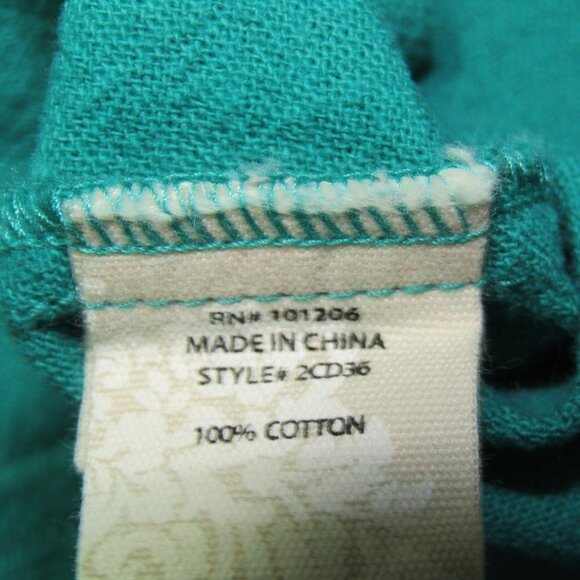 RN# 101206
MADE IN CHINA
STYLE# 2CD36
100% COTTON